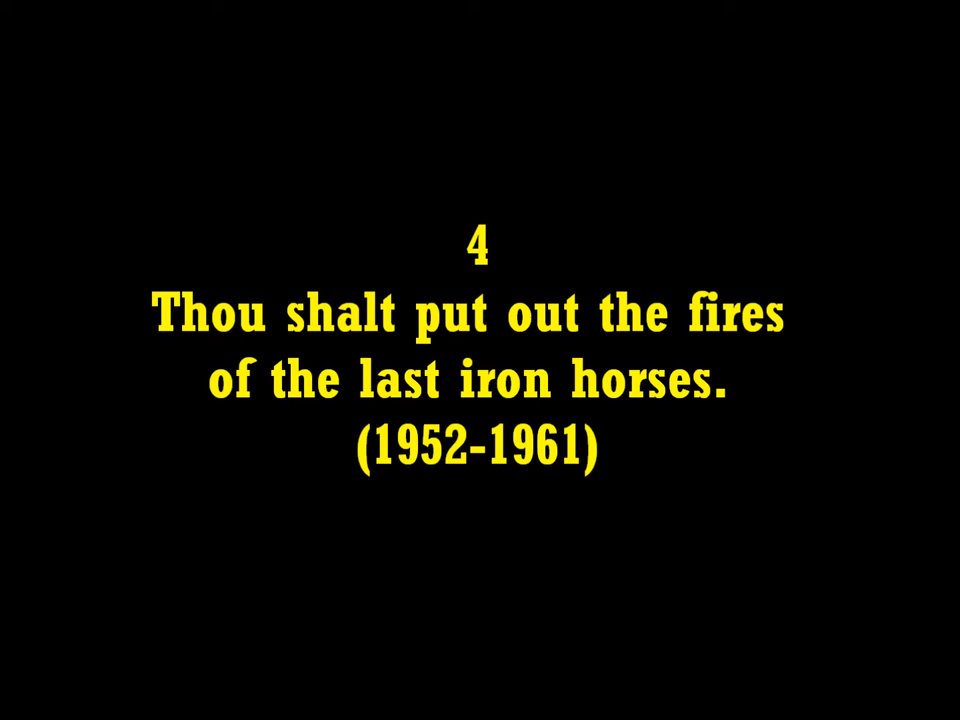 4
Thou shalt put out the fires
of the last iron horses.
(1952-1961)